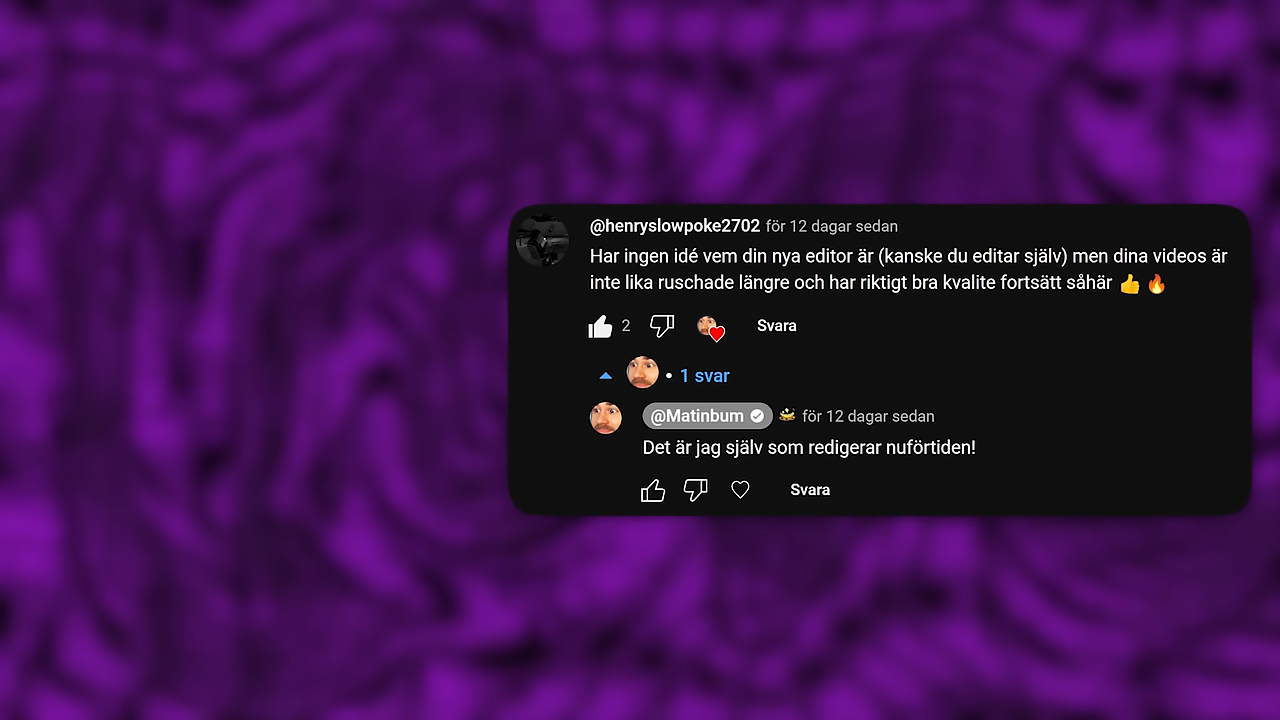 @henryslowpoke2702 för 12 dagar sedan
Har ingen idé vem din nya editor är (kanske du editar själv) men dina videos är
inte lika ruschade längre och har riktigt bra kvalite fortsätt såhär 👍 🔥
2 Svara
• 1 svar
@Matinbum för 12 dagar sedan
Det är jag själv som redigerar nuförtiden!
Svara